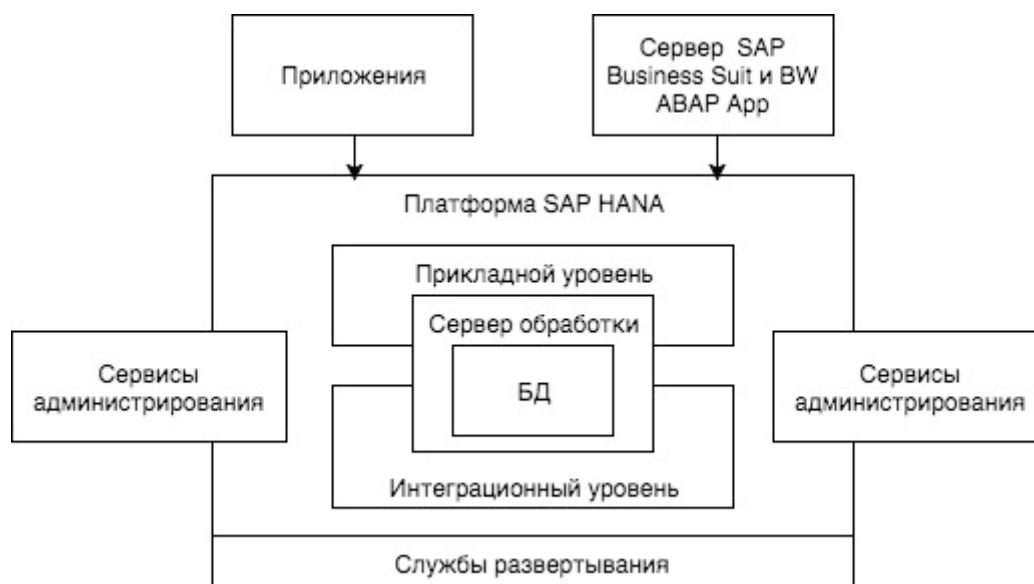 Приложения
Сервер SAP
Business Suit и BW
ABAP App
Платформа SAP HANA
Прикладной уровень
Сервер обработки
БД
Сервисы
администрирования
Сервисы
администрирования
Интеграционный уровень
Службы развертывания